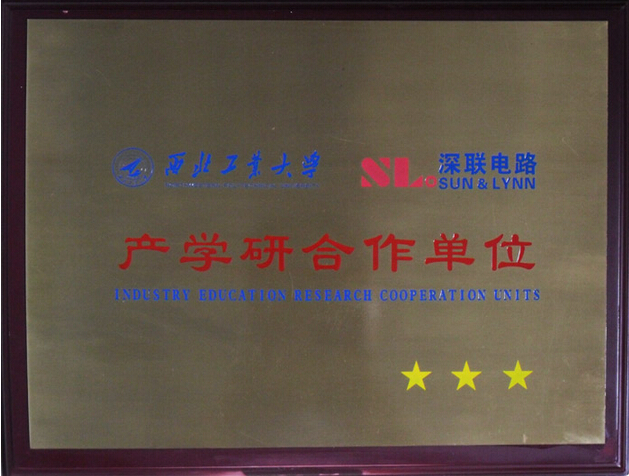 西北工业大学 SLC 深联电路
SUN & LYNN
产学研合作单位
INDUSTRY EDUCATION RESEARCH COOPERATION UNITS